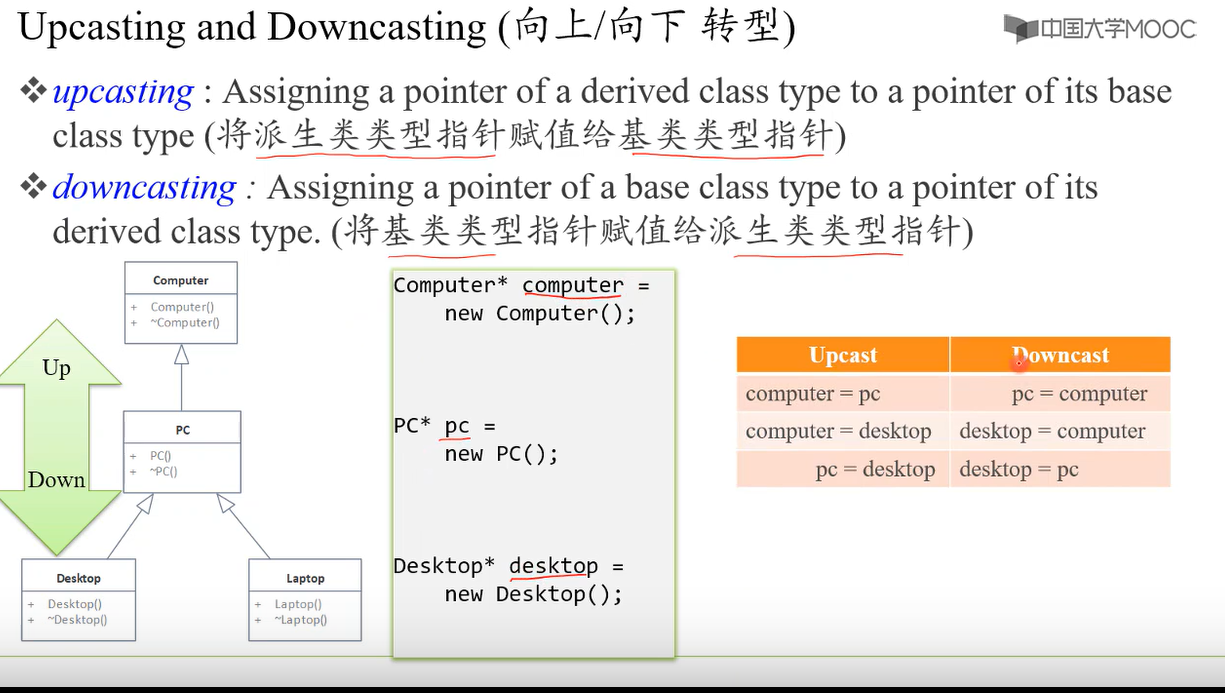 Upcasting and Downcasting (向上/向下 转型)
中国大学MOOC
❖upcasting : Assigning a pointer of a derived class type to a pointer of its base
class type (将派生类类型指针赋值给基类类型指针)
❖downcasting : Assigning a pointer of a base class type to a pointer of its
derived class type. (将基类类型指针赋值给派生类类型指针)
Up
Down
Computer
+ Computer()
+ ~Computer()
PC
+ PC()
+ ~PC()
Desktop
+ Desktop()
+ ~Desktop()
Laptop
+ Laptop()
+ ~Laptop()
Computer* computer =
new Computer();
PC* pc =
new PC();
Desktop* desktop =
new Desktop();
Upcast Downcast
computer = pc pc = computer
computer = desktop desktop = computer
pc = desktop desktop = pc